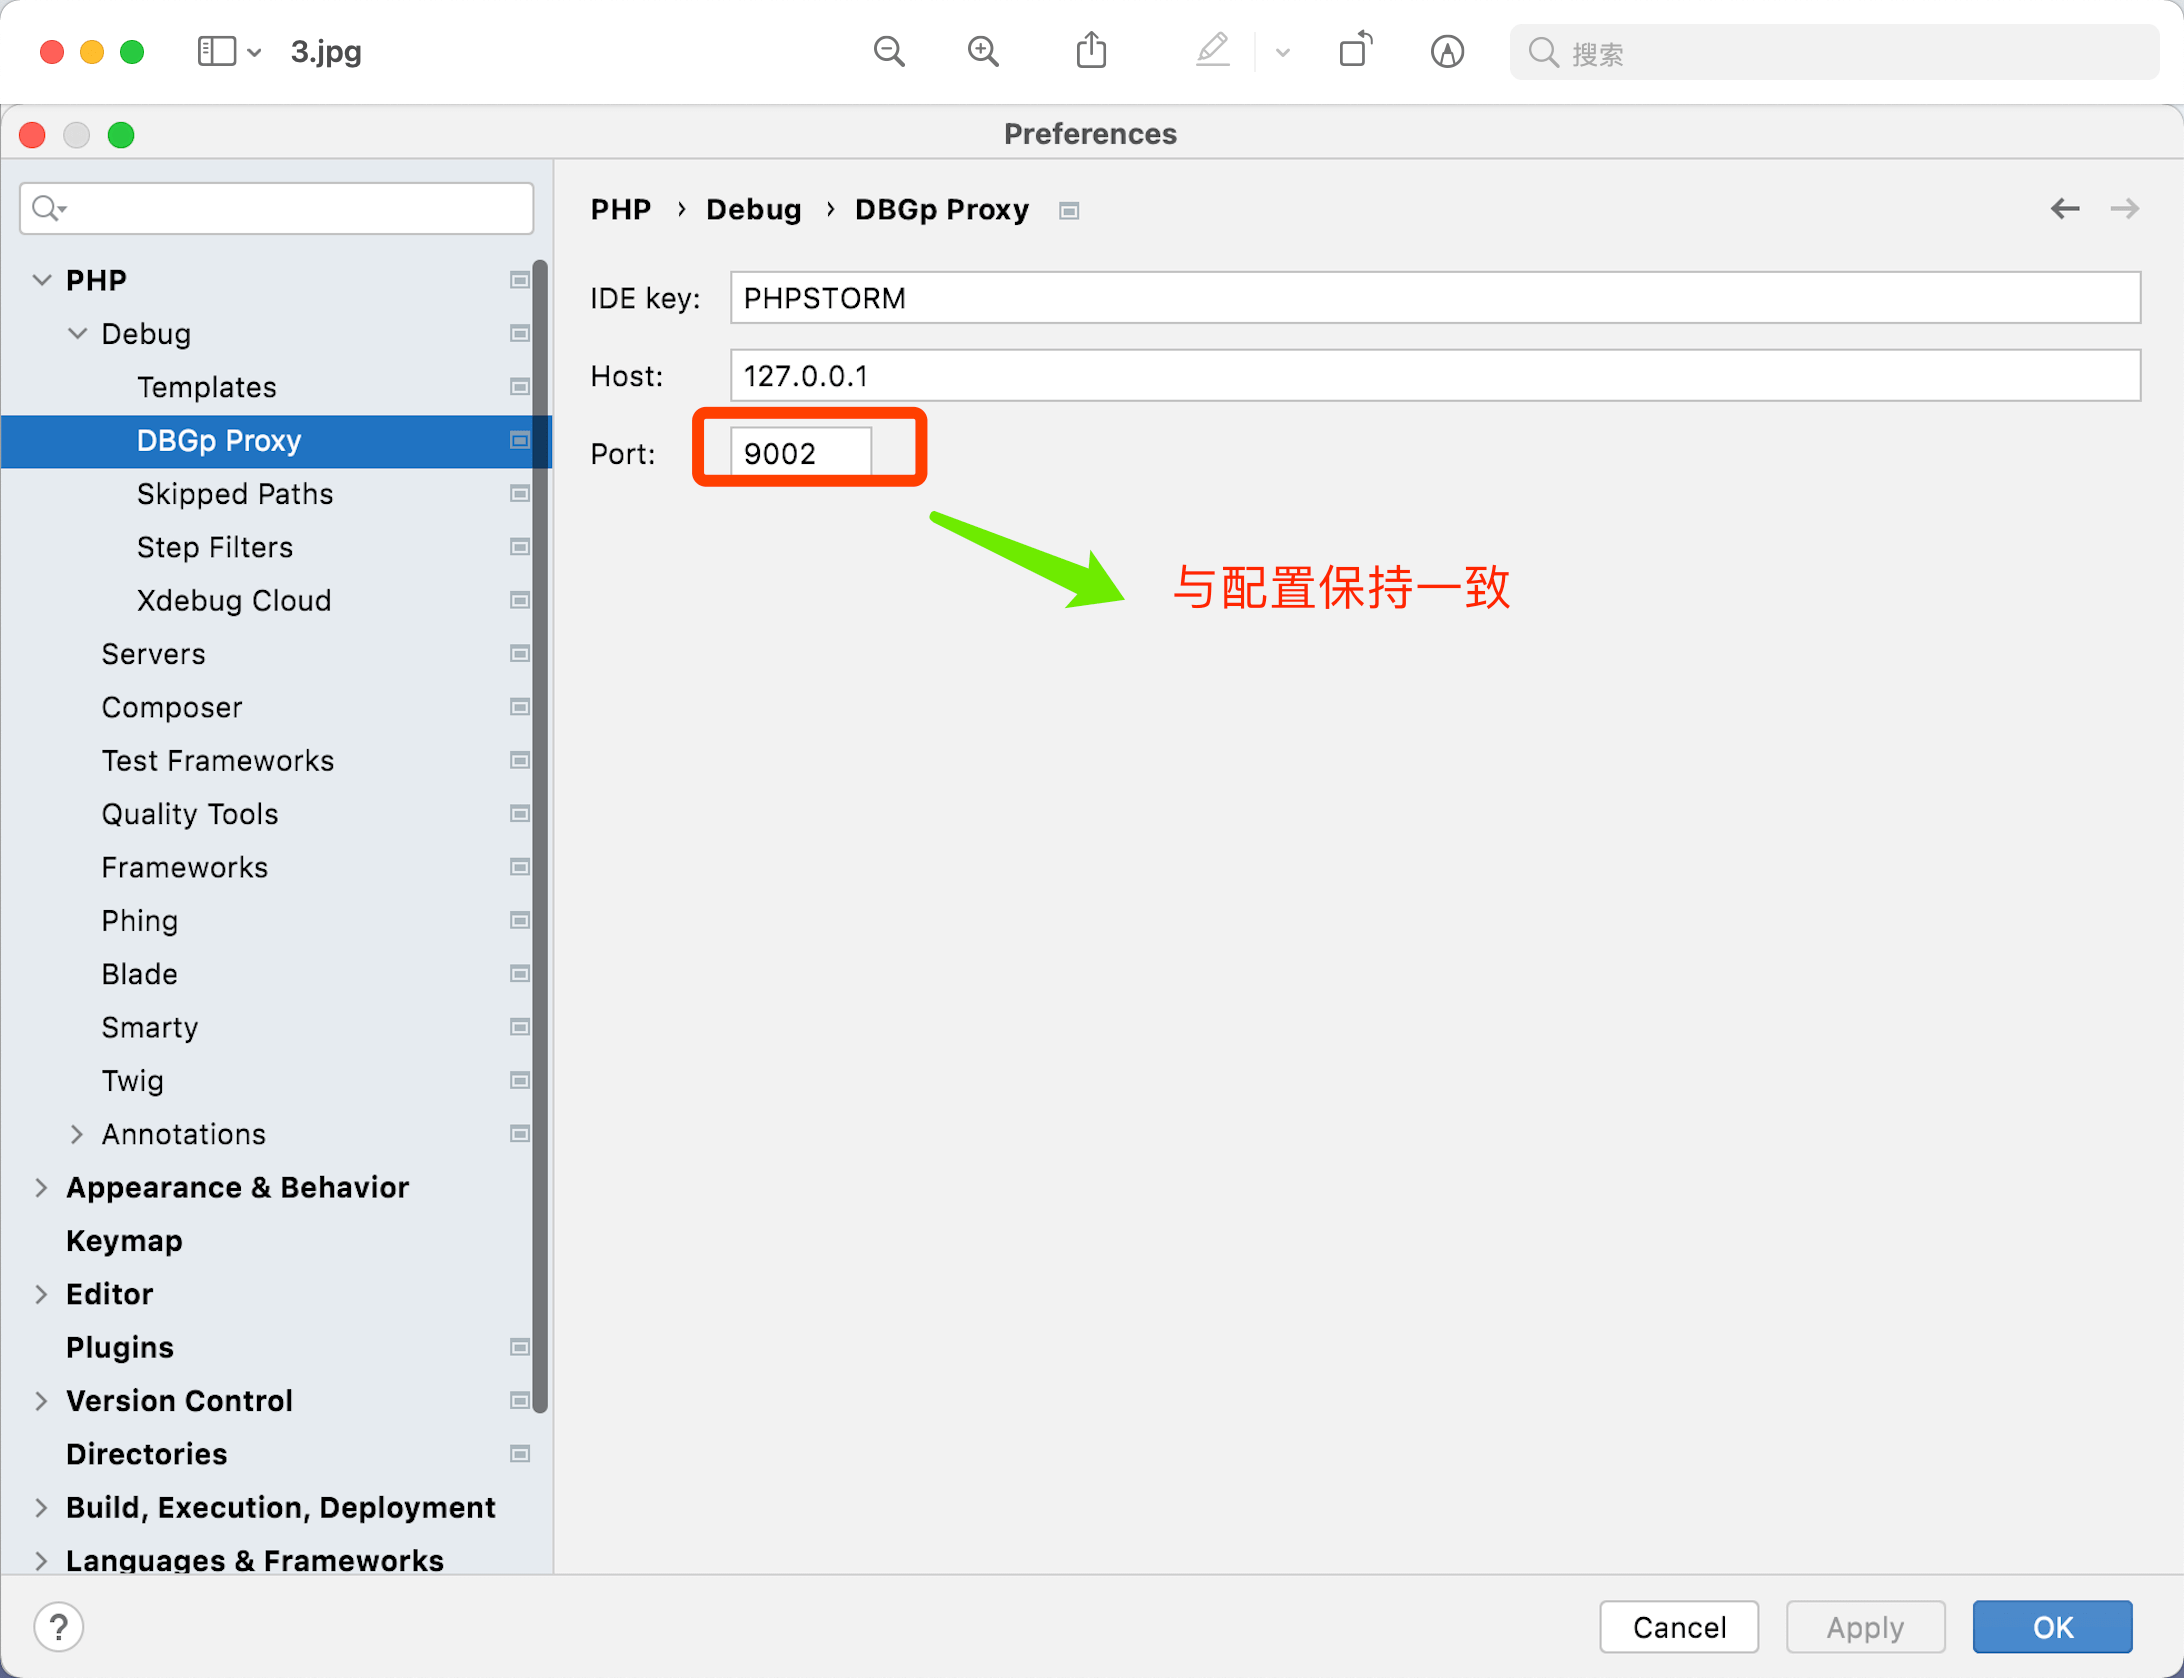 3.jpg
搜索
Preferences
PHP › Debug › DBGp Proxy
PHP
Debug
Templates
DBGp Proxy
Skipped Paths
Step Filters
Xdebug Cloud
Servers
Composer
Test Frameworks
Quality Tools
Frameworks
Phing
Blade
Smarty
Twig
Annotations
Appearance & Behavior
Keymap
Editor
Plugins
Version Control
Directories
Build, Execution, Deployment
Languages & Frameworks
IDE key: PHPSTORM
Host: 127.0.0.1
Port: 9002
与配置保持一致
?
Cancel
Apply
OK